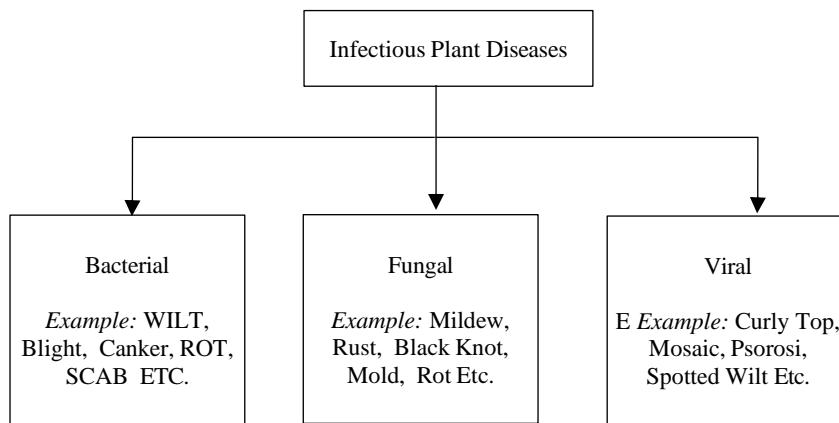 Infectious Plant Diseases
Bacterial
Example: WILT,
Blight, Canker, ROT,
SCAB ETC.
Fungal
Example: Mildew,
Rust, Black Knot,
Mold, Rot Etc.
Viral
E Example: Curly Top,
Mosaic, Psorosi,
Spotted Wilt Etc.